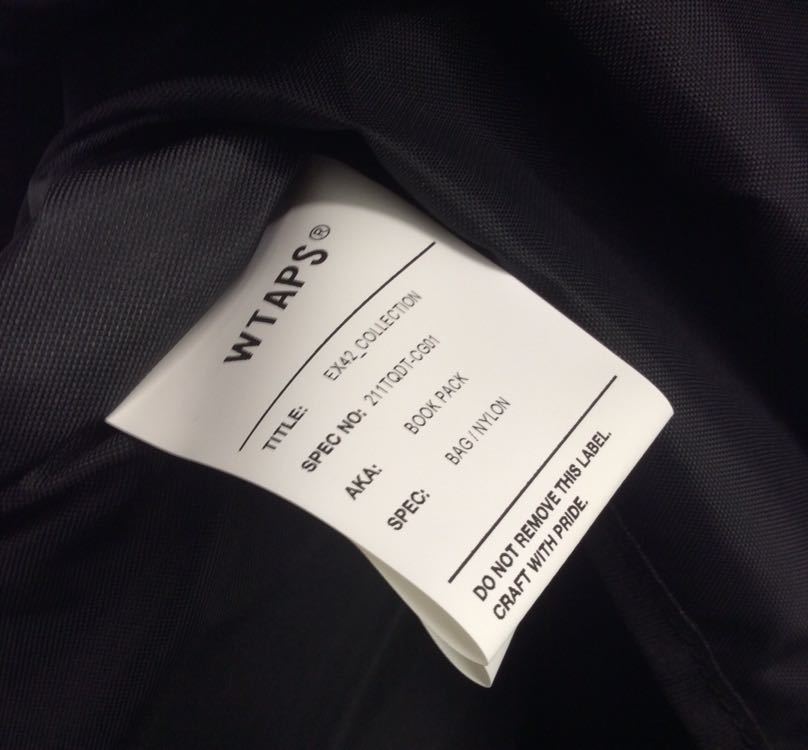 WTAPS®
TITLE: EX42_COLLECTION
SPEC NO: 211TQDT-CG01
AKA: BOOK PACK
SPEC: BAG / NYLON
DO NOT REMOVE THIS LABEL.
CRAFT WITH PRIDE.